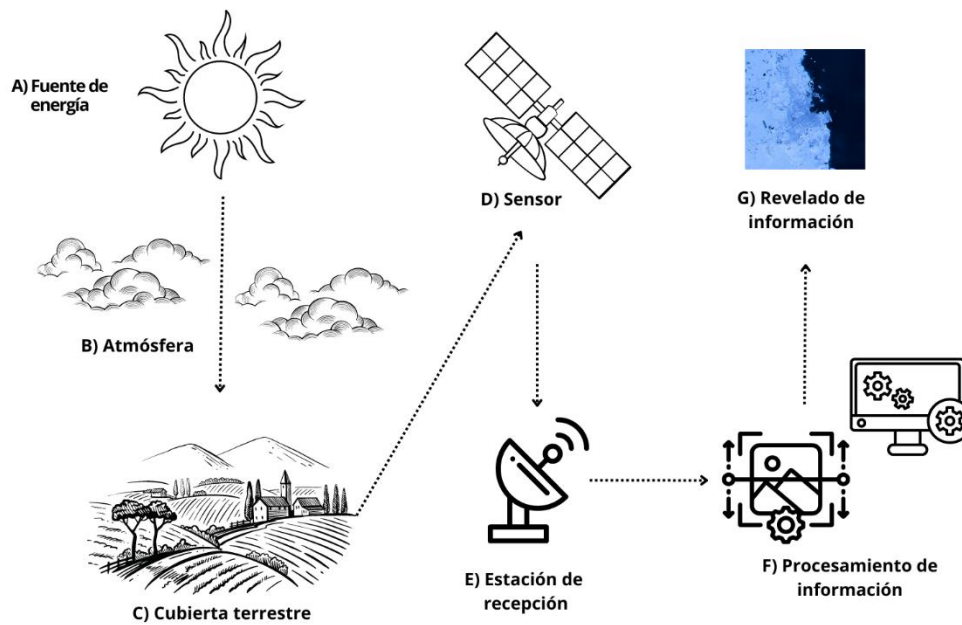 A) Fuente de
energía
B) Atmósfera
C) Cubierta terrestre
D) Sensor
E) Estación de
recepción
F) Procesamiento de
información
G) Revelado de
información